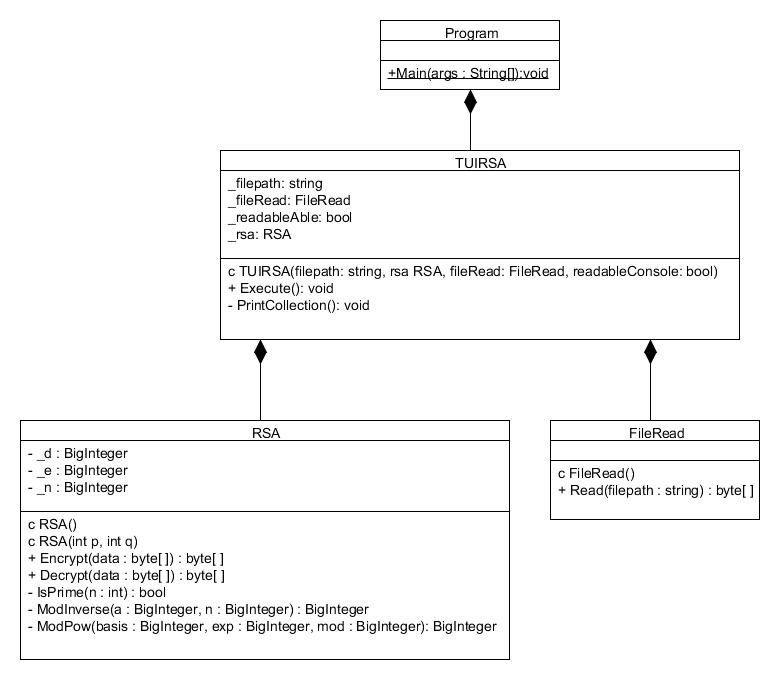 Program
+Main(args : String[]):void
TUIRSA
_filepath: string
_fileRead: FileRead
_readableAble: bool
_rsa: RSA
c TUIRSA(filepath: string, rsa RSA, fileRead: FileRead, readableConsole: bool)
+ Execute(): void
- PrintCollection(): void
RSA
- _d : BigInteger
- _e : BigInteger
- _n : BigInteger
c RSA()
c RSA(int p, int q)
+ Encrypt(data : byte[ ]) : byte[ ]
+ Decrypt(data : byte[ ]) : byte[ ]
- IsPrime(n : int) : bool
- ModInverse(a : BigInteger, n : BigInteger) : BigInteger
- ModPow(basis : BigInteger, exp : BigInteger, mod : BigInteger): BigInteger
FileRead
c FileRead()
+ Read(filepath : string) : byte[ ]